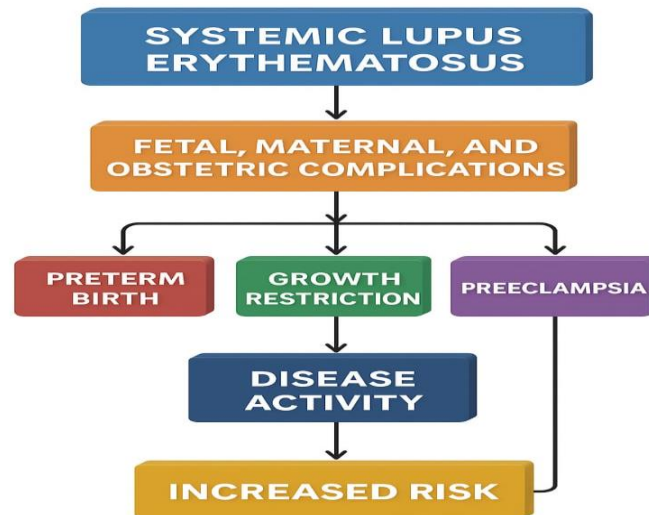 SYSTEMIC LUPUS
ERYTHEMATOSUS
FETAL, MATERNAL, AND
OBSTETRIC COMPLICATIONS
PRETERM
BIRTH
GROWTH
RESTRICTION
PREECLAMPSIA
DISEASE
ACTIVITY
INCREASED RISK